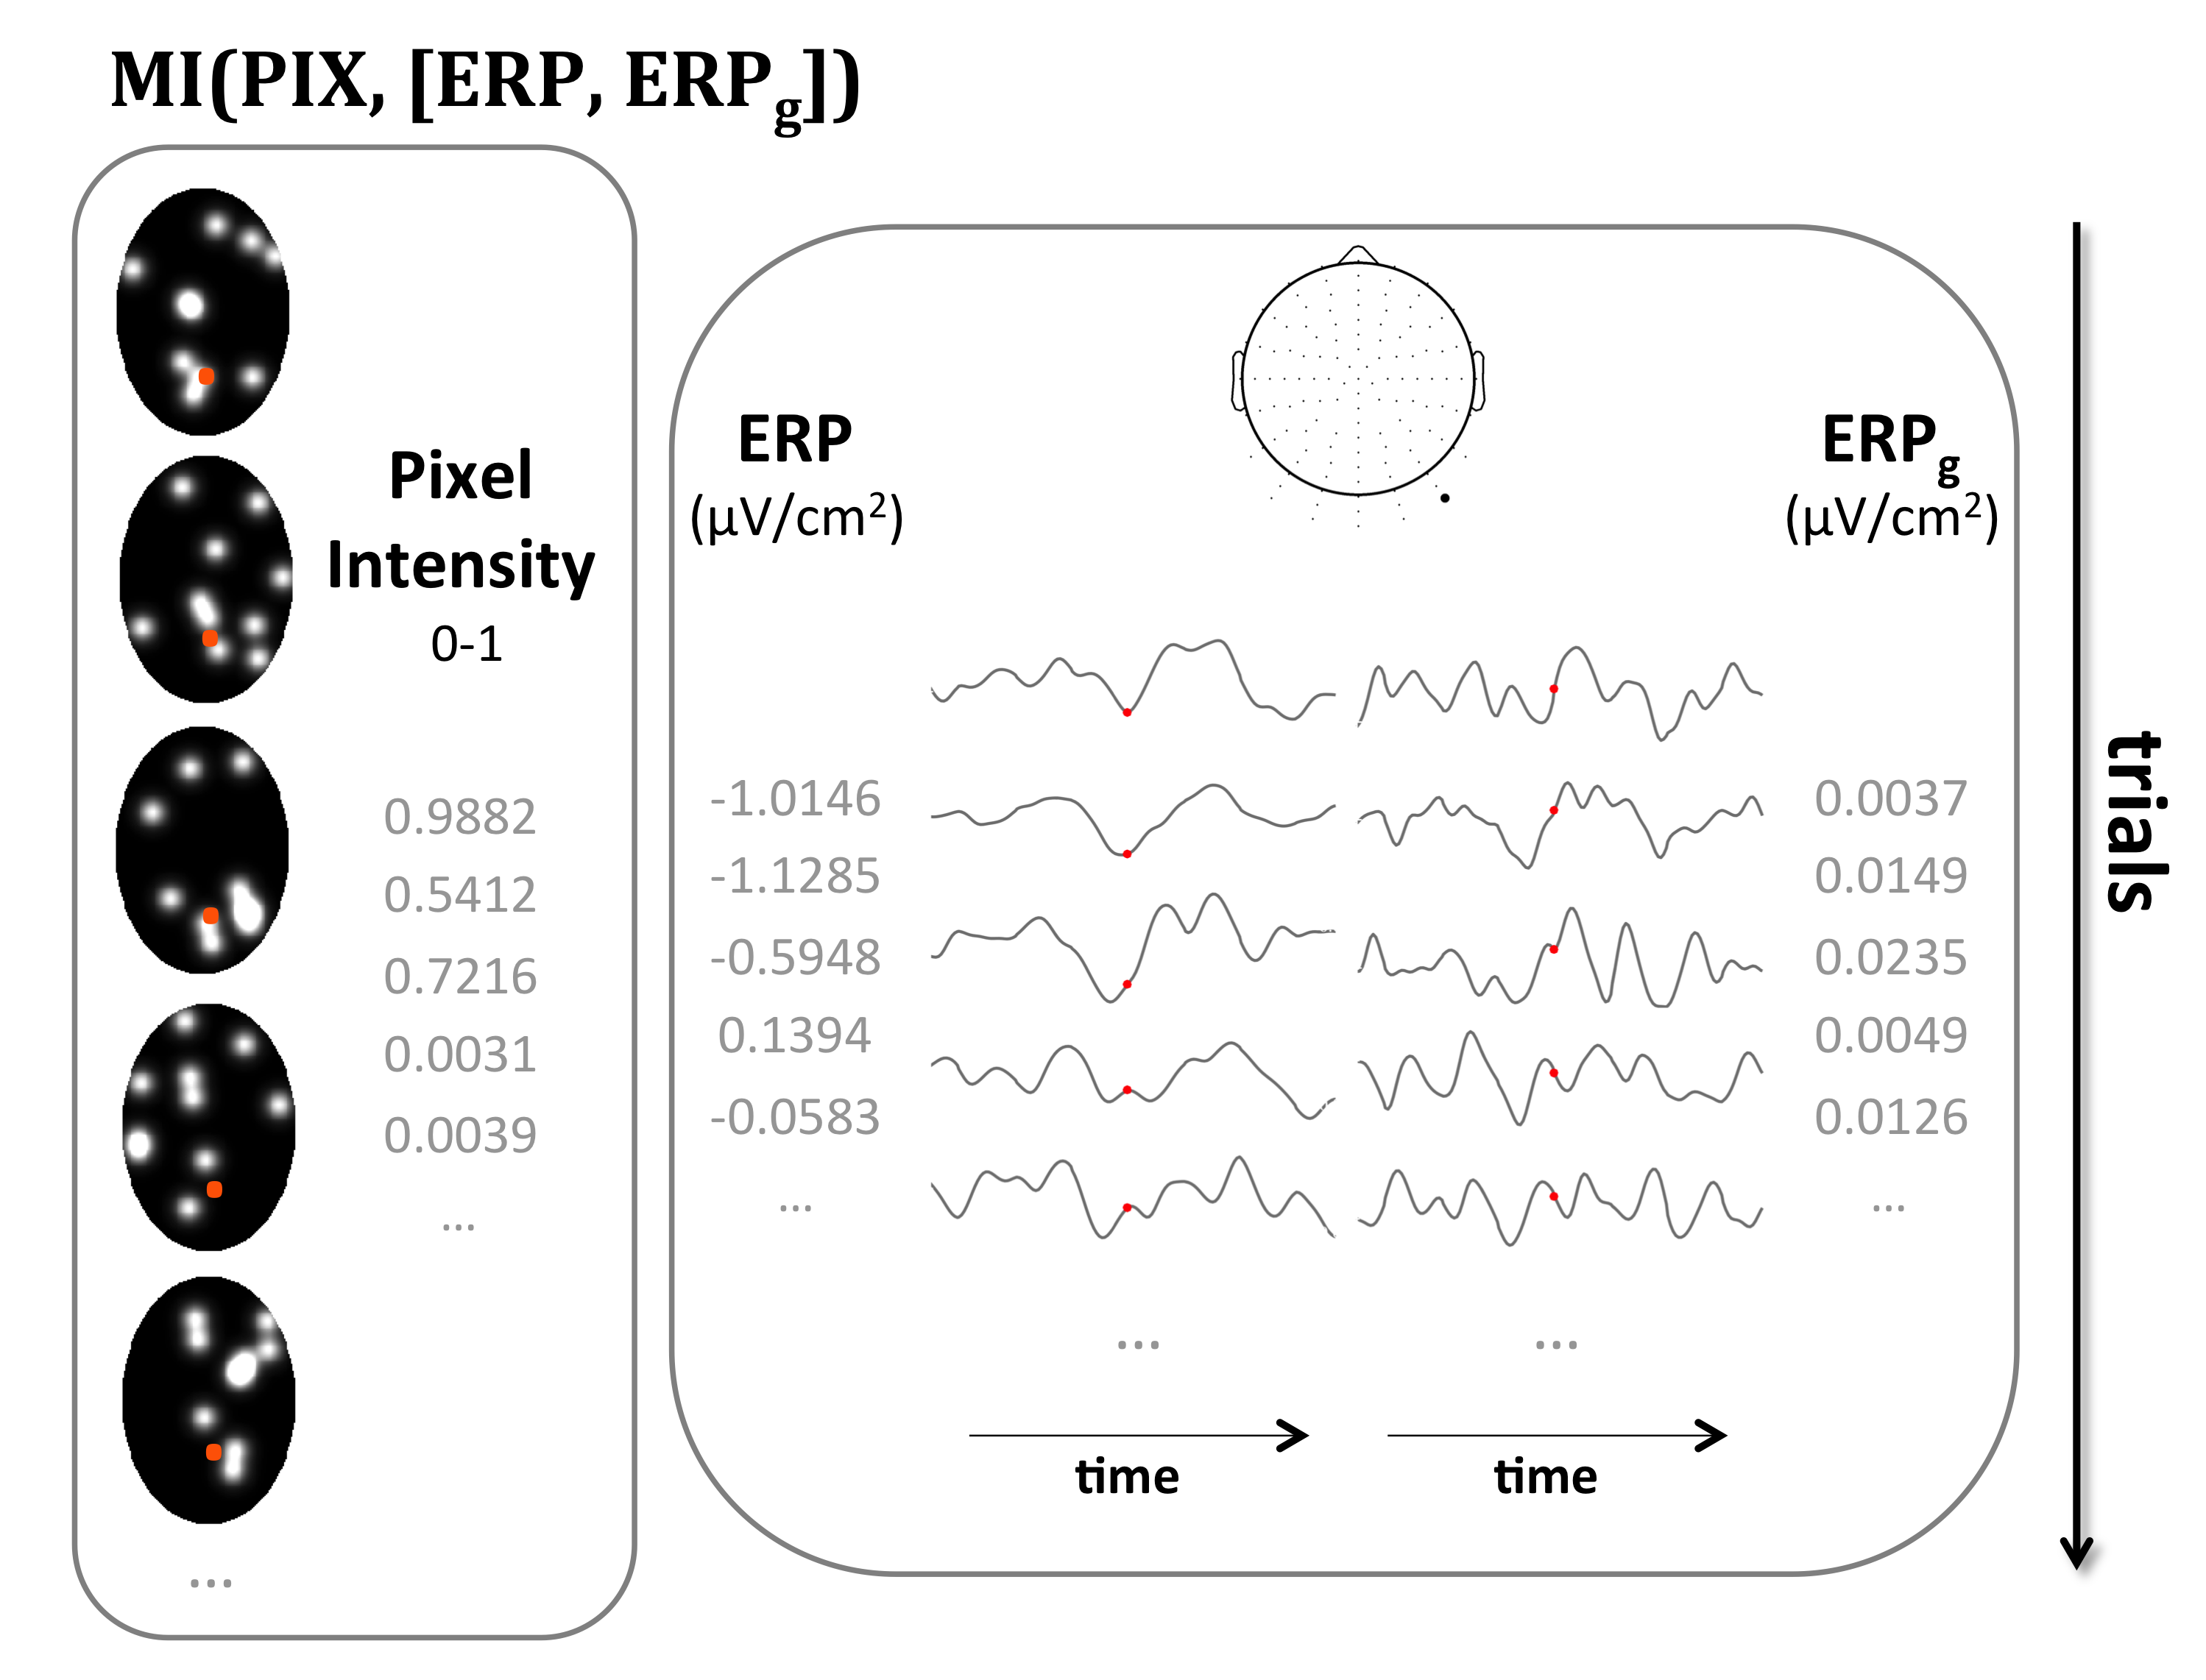 MI(PIX, [ERP, ERPg])
Pixel
Intensity
0-1
0.9882
0.5412
0.7216
0.0031
0.0039
...
...
ERP
(µV/cm²)
-1.0146
-1.1285
-0.5948
0.1394
-0.0583
...
...
time
...
time
ERPg
(µV/cm²)
0.0037
0.0149
0.0235
0.0049
0.0126
...
trials